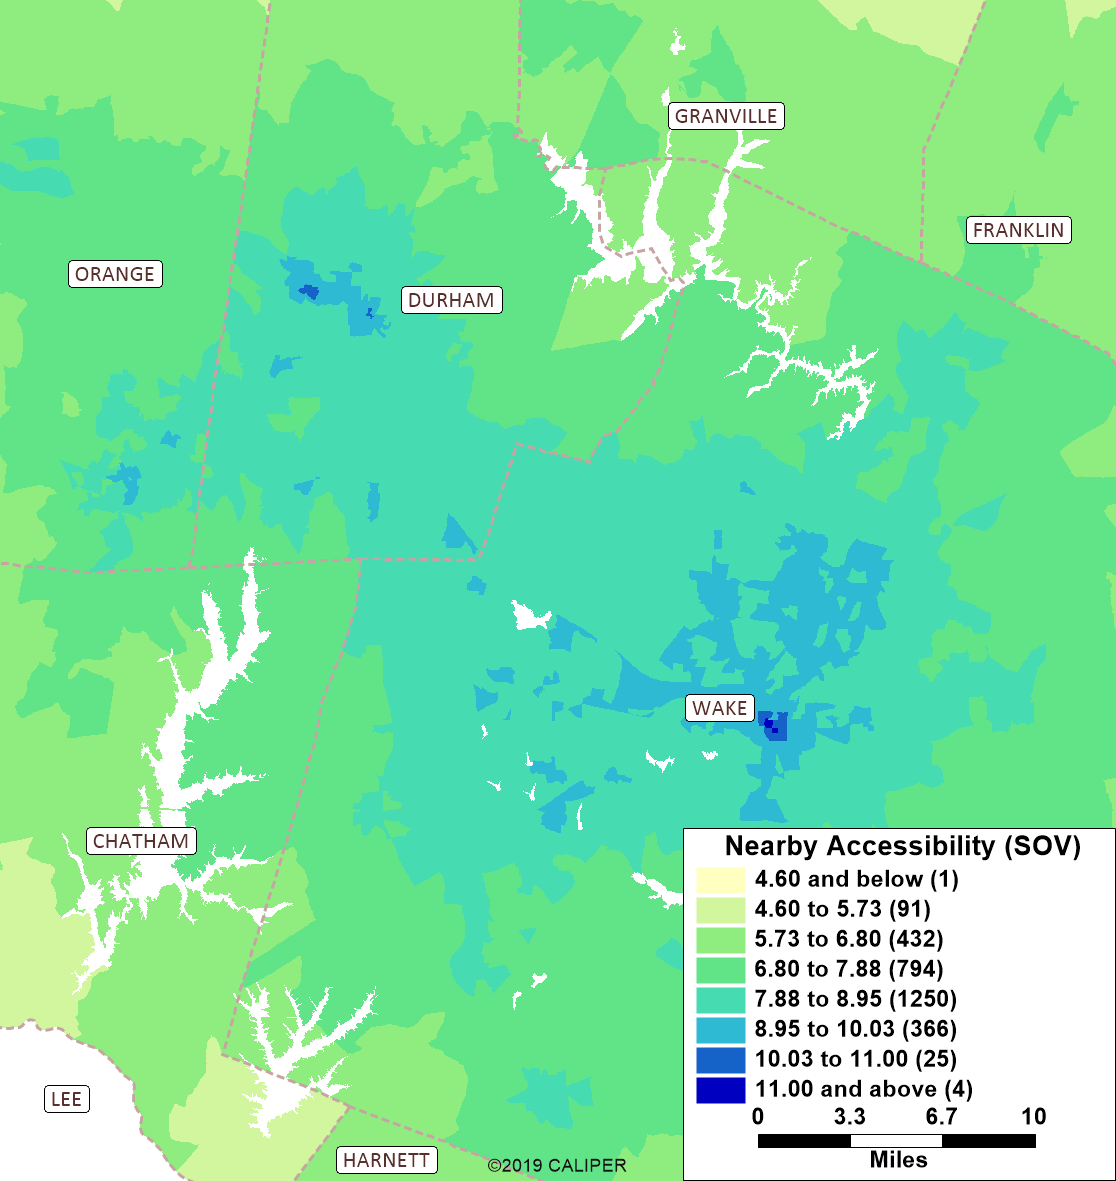 GRANVILLE
FRANKLIN
ORANGE
DURHAM
WAKE
CHATHAM
LEE
HARNETT
©2019 CALIPER
Nearby Accessibility (SOV)
4.60 and below (1)
4.60 to 5.73 (91)
5.73 to 6.80 (432)
6.80 to 7.88 (794)
7.88 to 8.95 (1250)
8.95 to 10.03 (366)
10.03 to 11.00 (25)
11.00 and above (4)
0 3.3 6.7 10
Miles